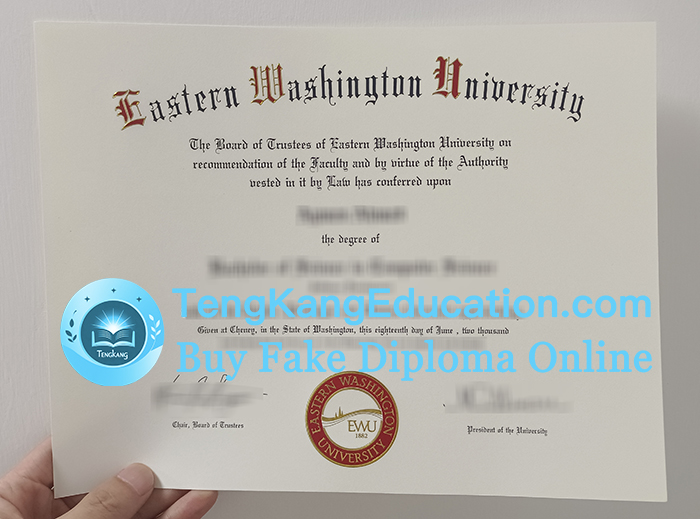 Eastern Washington University
The Board of Trustees of Eastern Washington University on
recommendation of the Faculty and by virtue of the Authority
vested in it by Law has conferred upon
the degree of
TengKangEducation.com
TENGKANG
Given at Cheney, in the State of Washington, this eighteenth day of June , two thousand
Buy Fake Diploma Online
EASTERN WASHINGTON
EWU
1882
UNIVERSITY
Chair, Board of Trustees
President of the University